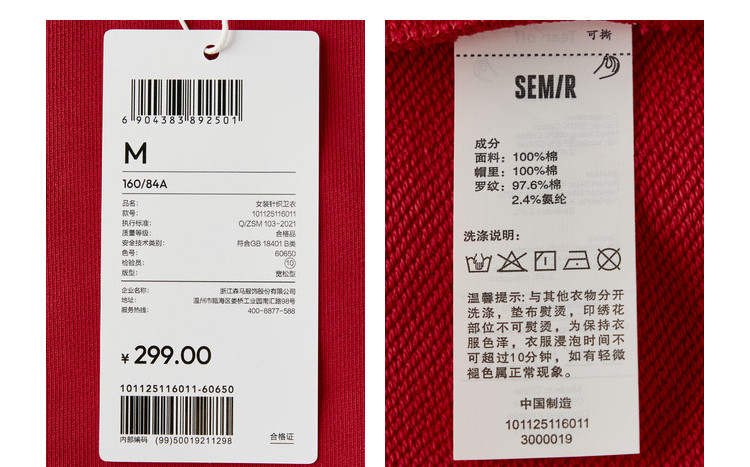 6 904383 892501
M
160/84A
品名: 女装针织卫衣
款号: 101125116011
执行标准: Q/ZSM 103-2021
质量等级: 合格品
安全技术类别: 符合GB 18401 B类
色号: 60650
检验员: 10
版型: 宽松型
企业名称: 浙江森马服饰股份有限公司
地址: 温州市瓯海区娄桥工业园南汇路98号
服务热线: 400-8877-588
¥ 299.00
101125116011-60650
内部编码 (99)50019211298
合格证
可撕
SEM/R
成分
面料: 100%棉
帽里: 100%棉
罗纹: 97.6%棉
2.4%氨纶
洗涤说明:
温馨提示: 与其他衣物分开
洗涤, 垫布熨烫, 印绣花
部位不可熨烫, 为保持衣
服色泽, 衣服浸泡时间不
可超过10分钟, 如有轻微
褪色属正常现象。
中国制造
101125116011
3000019